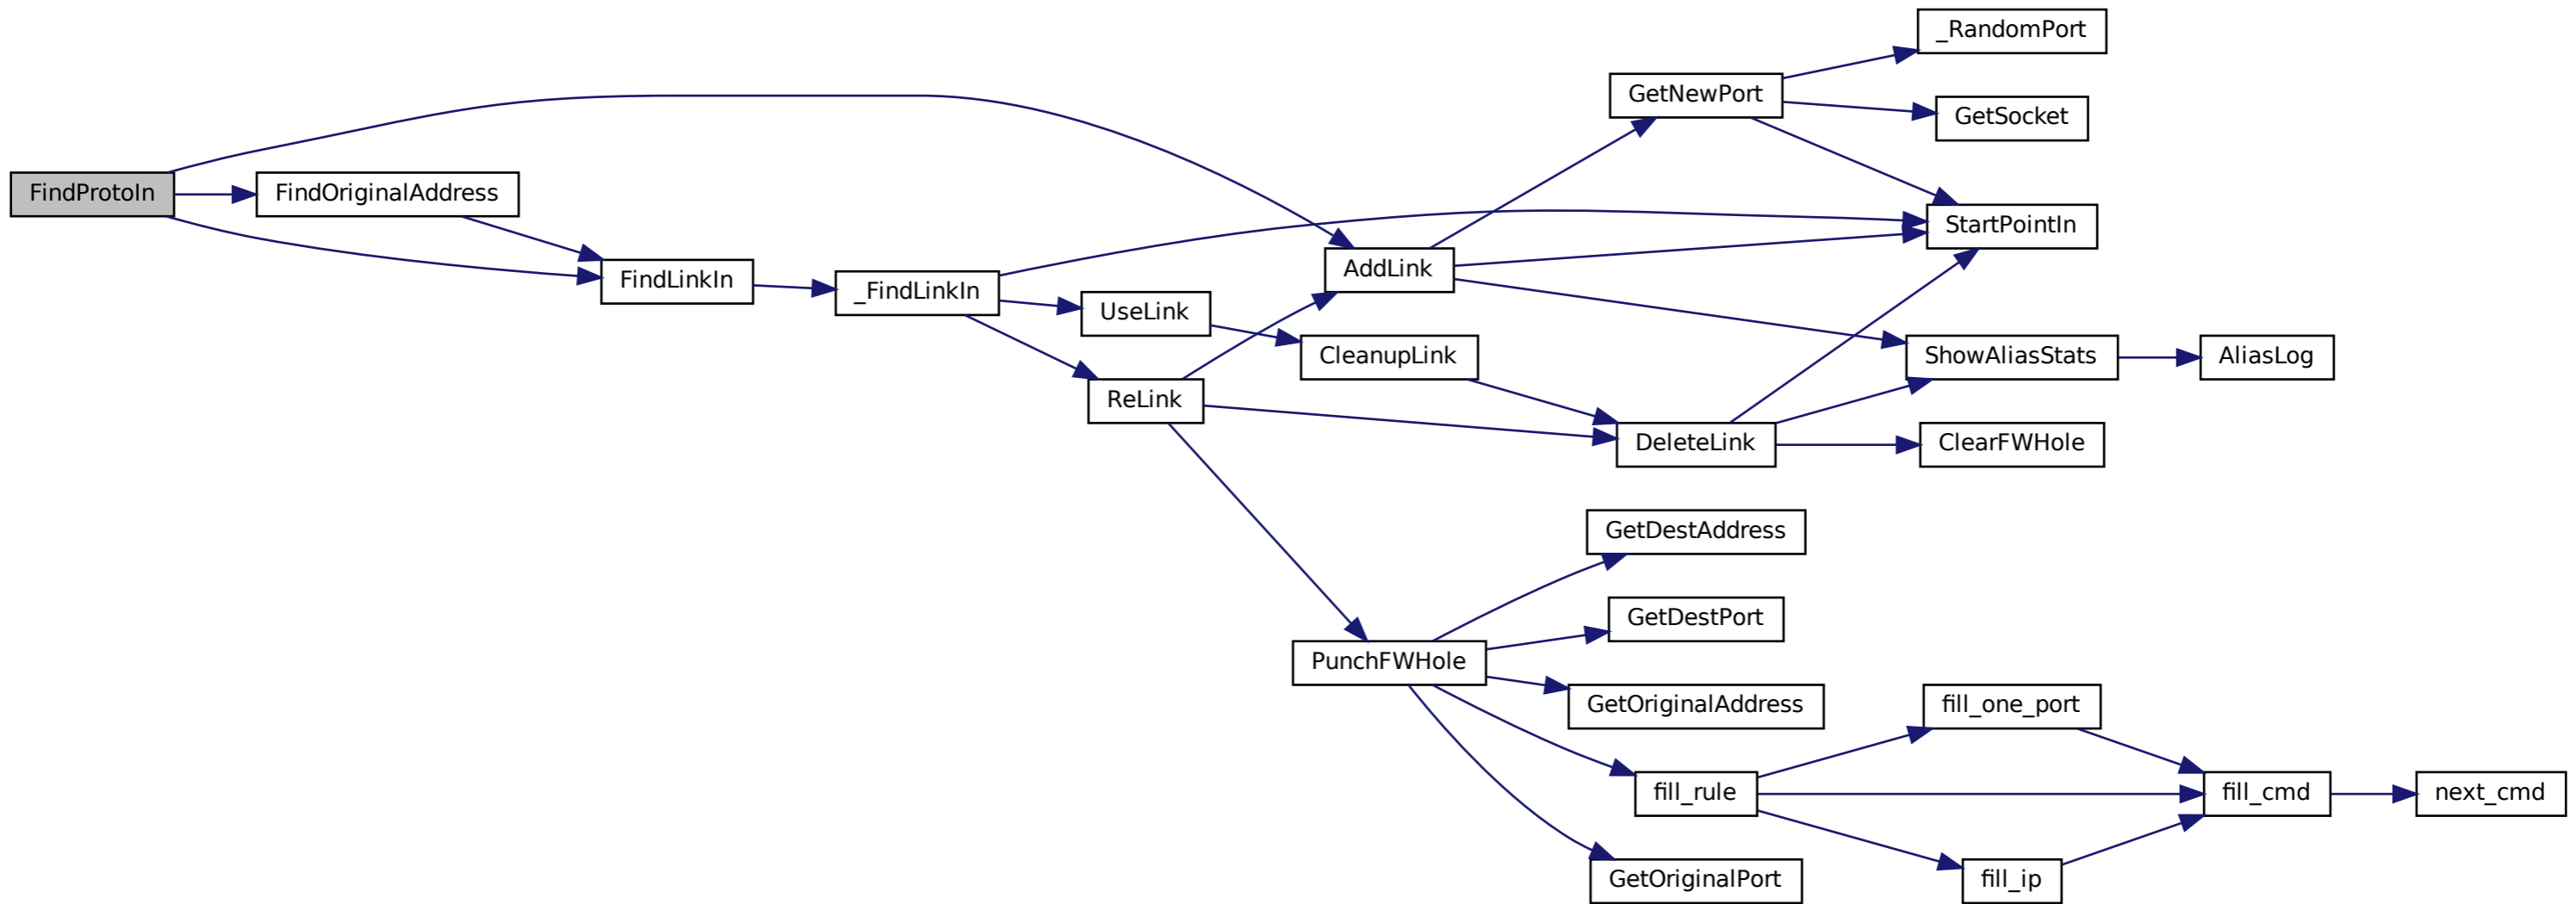 FindProtoIn
FindOriginalAddress
FindLinkIn
_FindLinkIn
UseLink
ReLink
AddLink
CleanupLink
PunchFWHole
GetNewPort
DeleteLink
GetDestAddress
GetDestPort
GetOriginalAddress
fill_rule
GetOriginalPort
_RandomPort
GetSocket
StartPointIn
ShowAliasStats
ClearFWHole
fill_one_port
fill_ip
AliasLog
fill_cmd
next_cmd